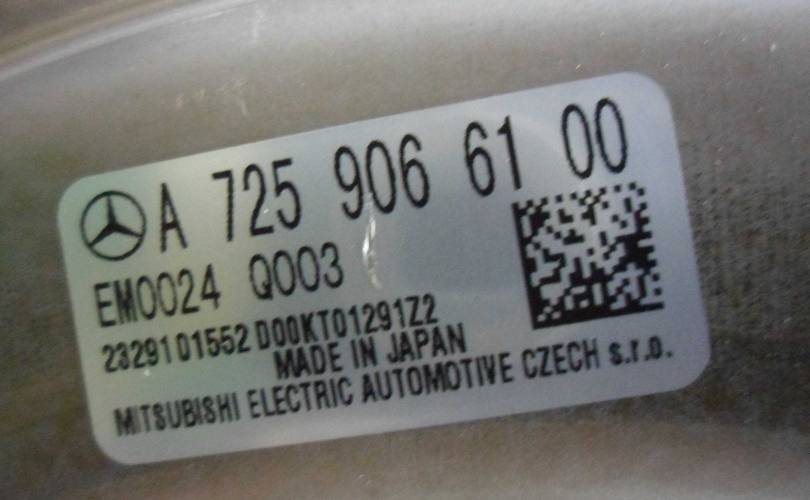 A 725 906 61 00
EM0024 Q003
2329101552 D00KT01291Z2
MADE IN JAPAN
MITSUBISHI ELECTRIC AUTOMOTIVE CZECH s.r.o.